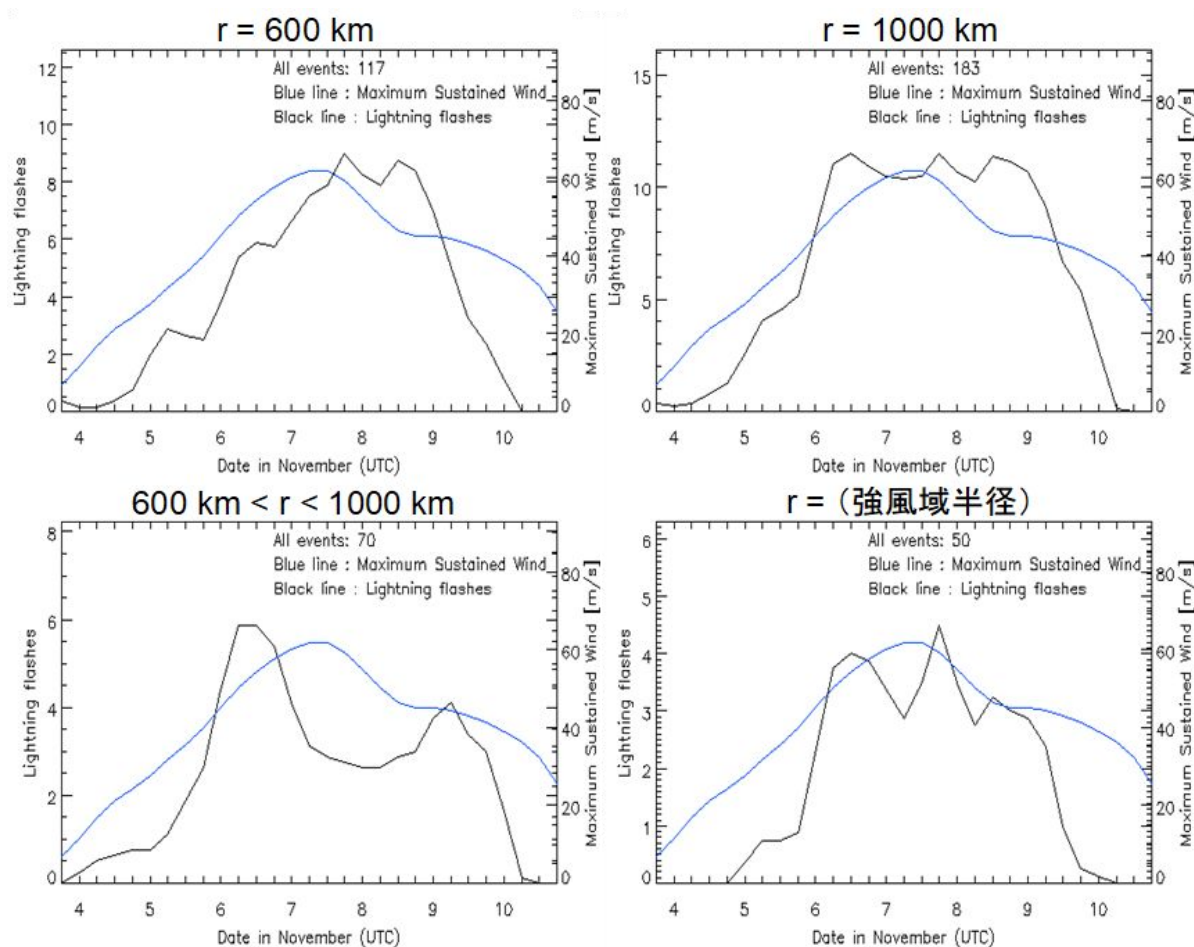 r = 600 km
All events: 117
Blue line : Maximum Sustained Wind
Black line : Lightning flashes
Lightning flashes
12
10
8
6
4
2
0
Maximum Sustained Wind [m/s]
80
60
40
20
0
4 5 6 7 8 9 10
Date in November (UTC)
r = 1000 km
All events: 183
Blue line : Maximum Sustained Wind
Black line : Lightning flashes
Lightning flashes
15
10
5
0
Maximum Sustained Wind [m/s]
80
60
40
20
0
4 5 6 7 8 9 10
Date in November (UTC)
600 km < r < 1000 km
All events: 70
Blue line : Maximum Sustained Wind
Black line : Lightning flashes
Lightning flashes
8
6
4
2
0
Maximum Sustained Wind [m/s]
80
60
40
20
0
4 5 6 7 8 9 10
Date in November (UTC)
r = (強風域半径)
All events: 50
Blue line : Maximum Sustained Wind
Black line : Lightning flashes
Lightning flashes
6
5
4
3
2
1
0
Maximum Sustained Wind [m/s]
80
60
40
20
0
4 5 6 7 8 9 10
Date in November (UTC)